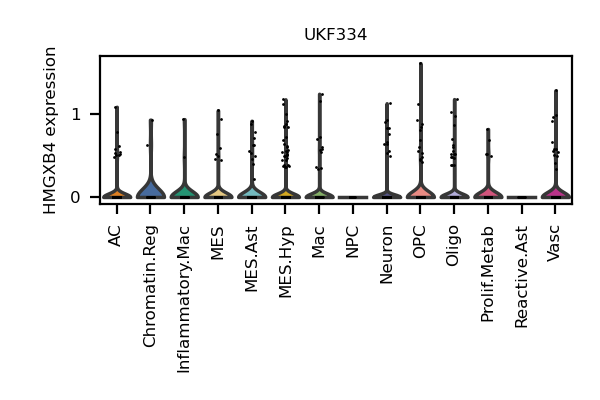 UKF334
HMGXB4 expression
1
0
AC
Chromatin.Reg
Inflammatory.Mac
MES
MES.Ast
MES.Hyp
Mac
NPC
Neuron
OPC
Oligo
Prolif.Metab
Reactive.Ast
Vasc